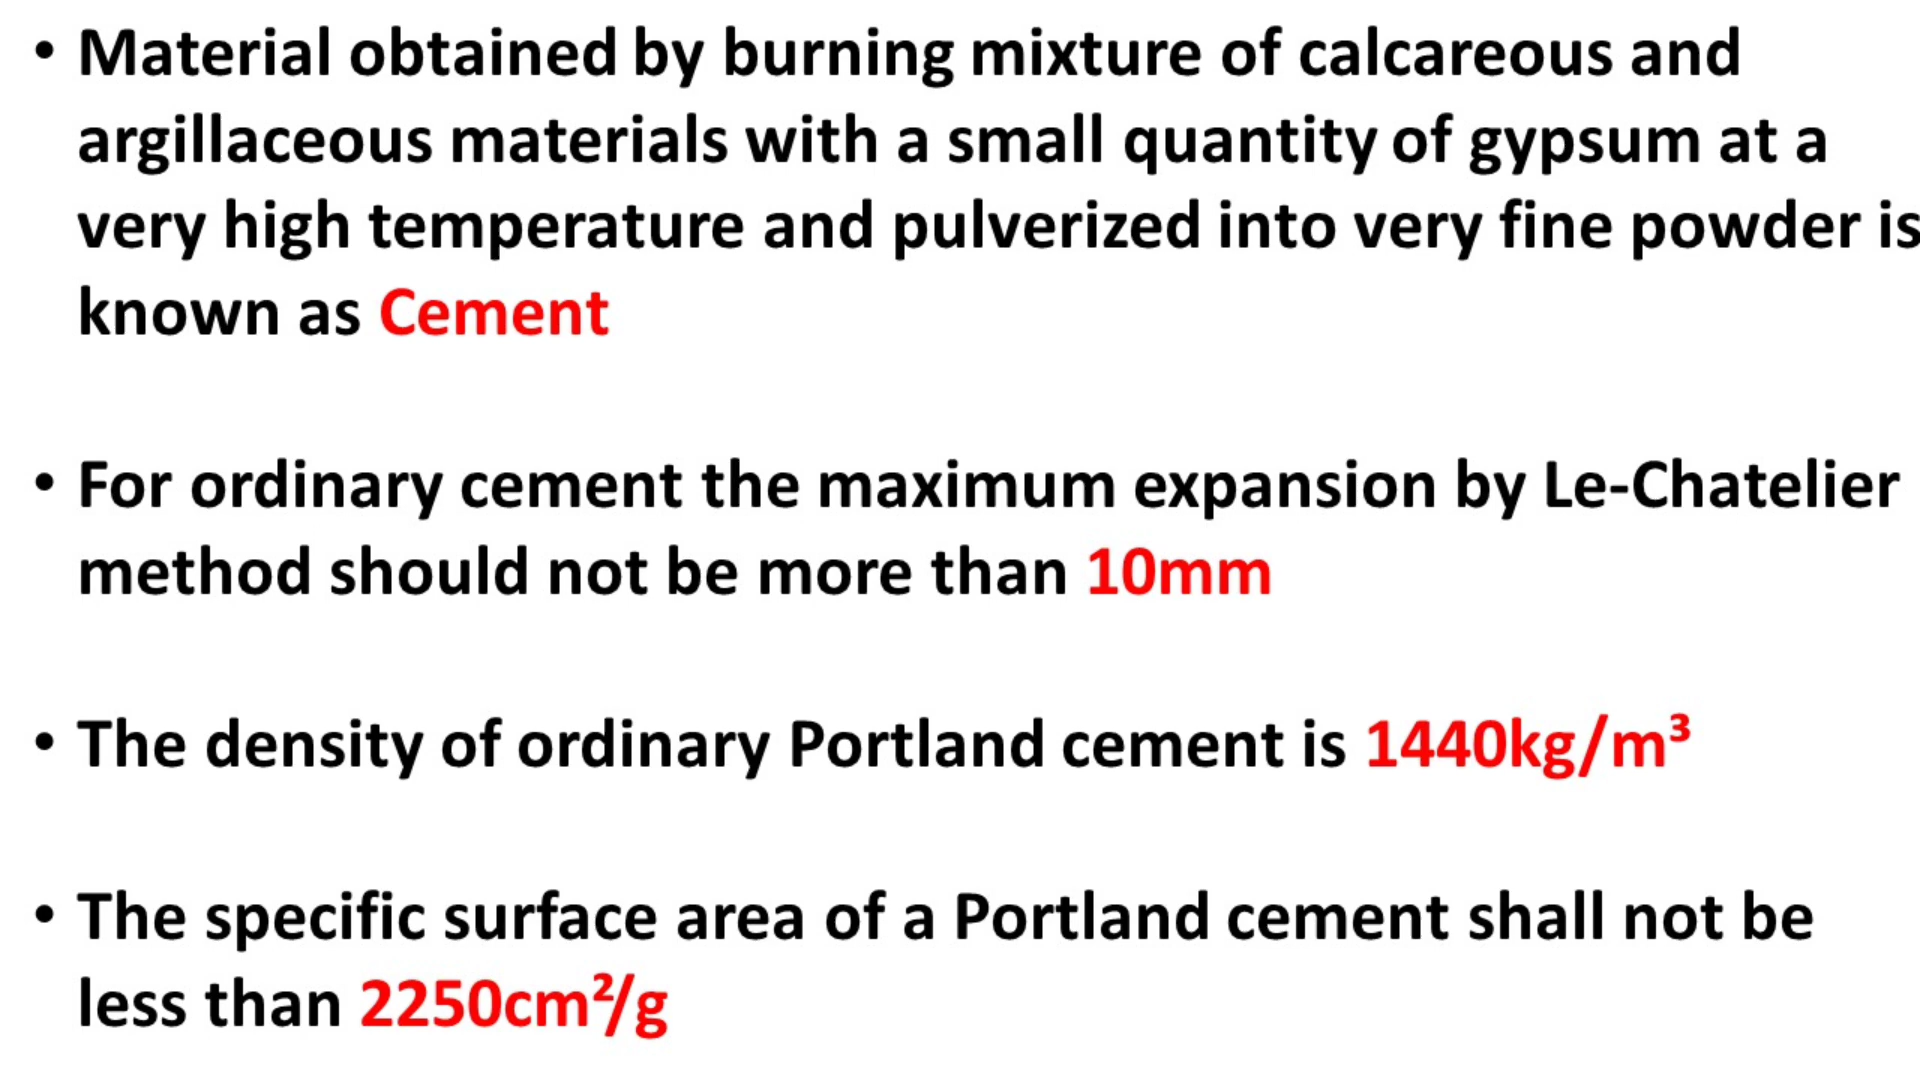 • Material obtained by burning mixture of calcareous and
argillaceous materials with a small quantity of gypsum at a
very high temperature and pulverized into very fine powder is
known as Cement
• For ordinary cement the maximum expansion by Le-Chatelier
method should not be more than 10mm
• The density of ordinary Portland cement is 1440kg/m³
• The specific surface area of a Portland cement shall not be
less than 2250cm²/g